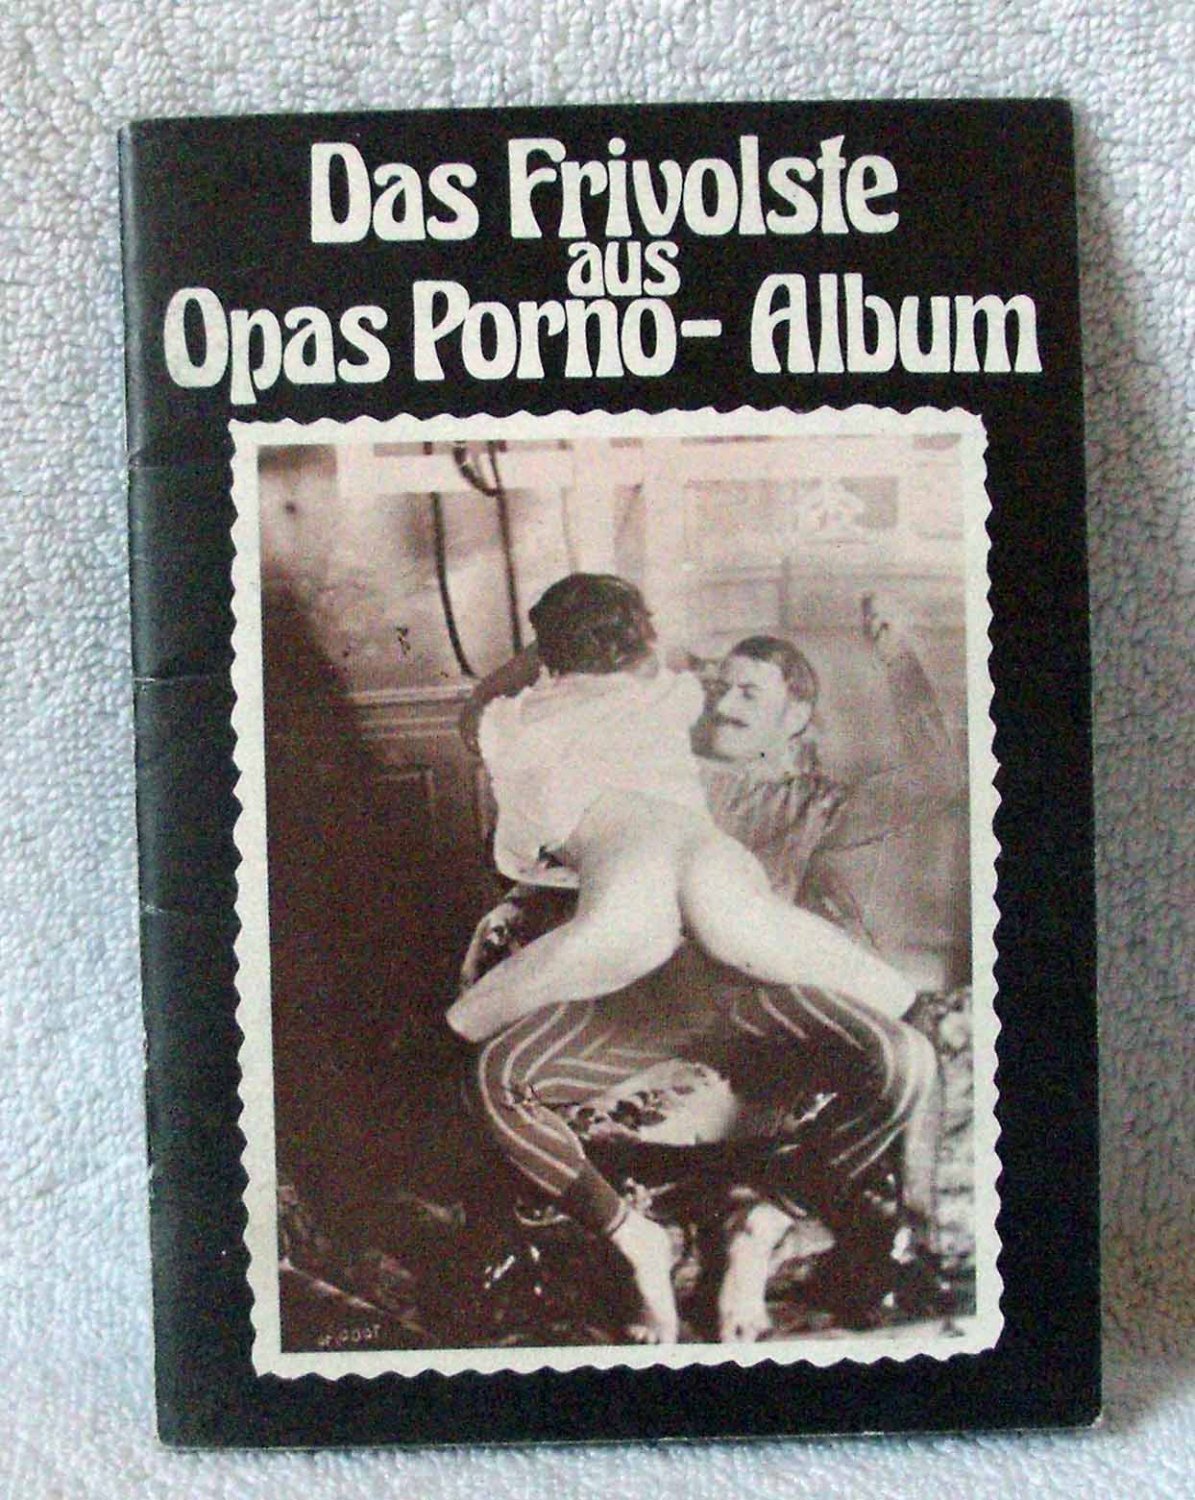 Das Frivolste
aus
Opas Porno- Album